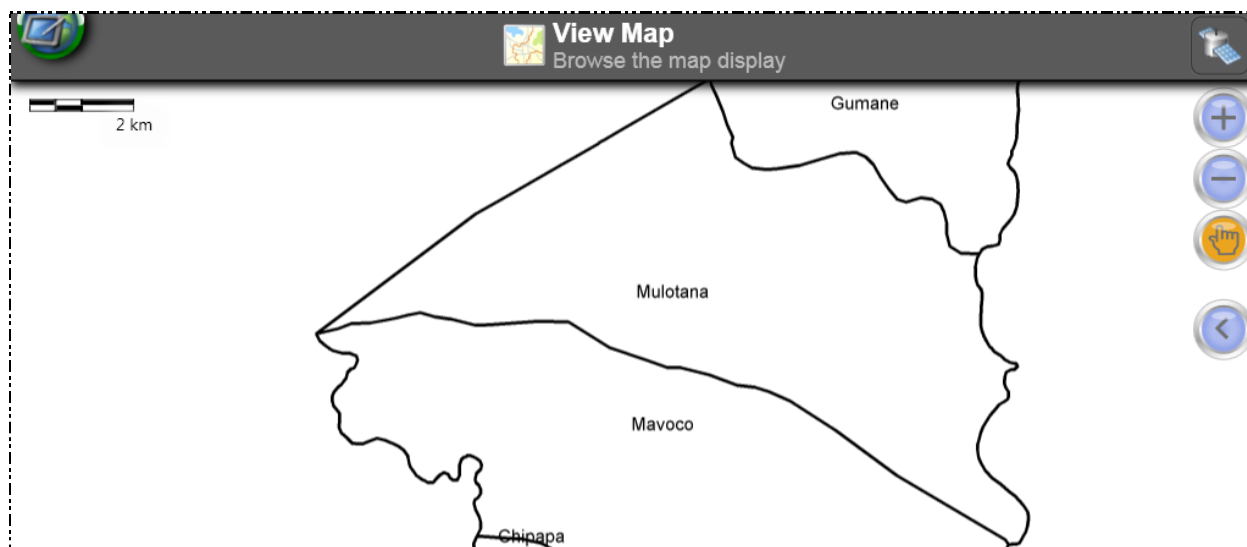 View Map
Browse the map display
2 km
Gumane
Mulotana
Mavoco
Chipapa